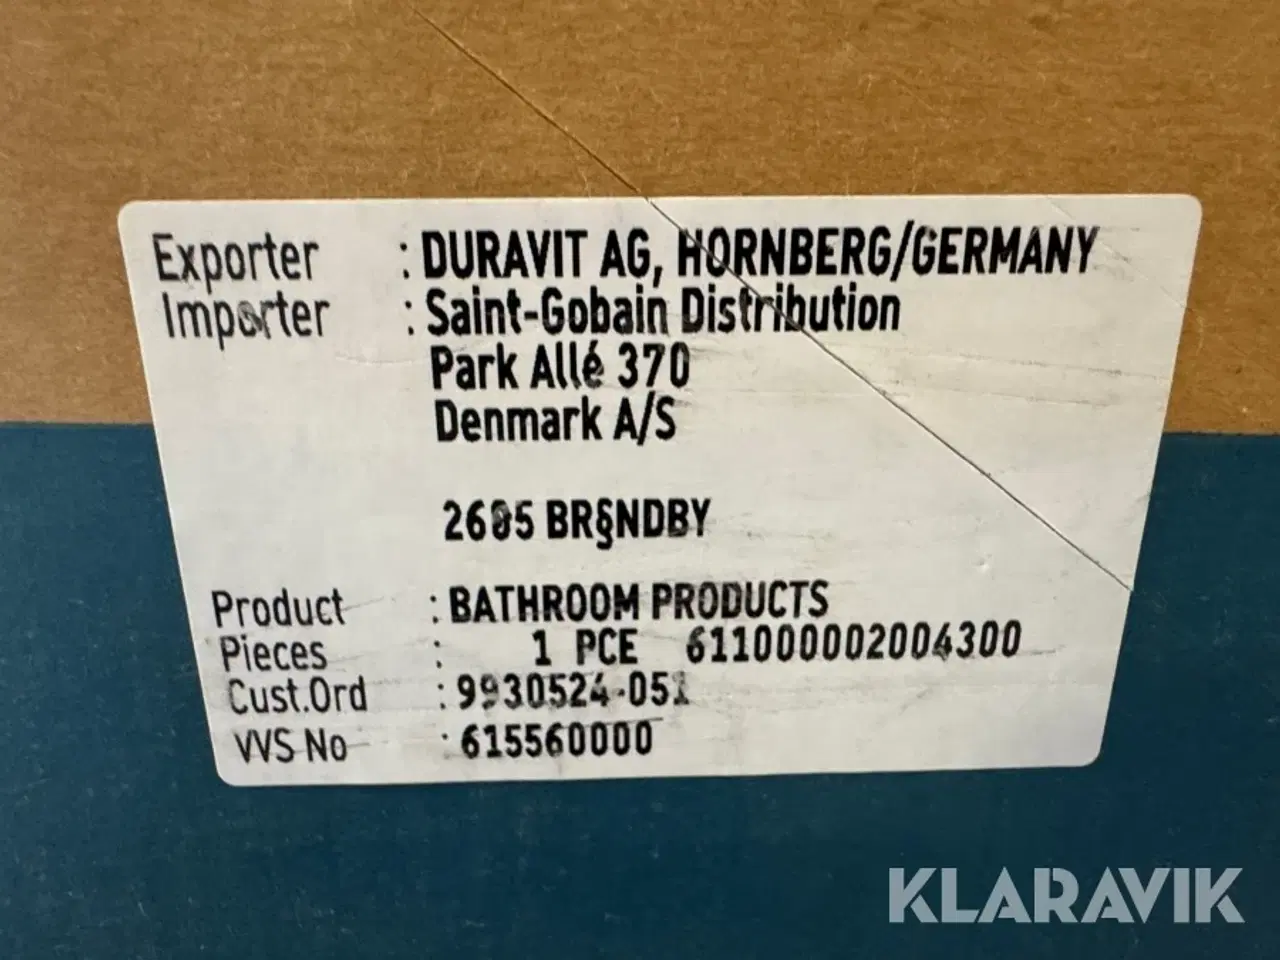 Exporter : DURAVIT AG, HORNBERG/GERMANY
Importer : Saint-Gobain Distribution
Park Allé 370
Denmark A/S
2605 BR§NDBY
Product : BATHROOM PRODUCTS
Pieces : 1 PCE 611000002004300
Cust.Ord : 9930524-051
VVS No : 615560000
KLARAVIK